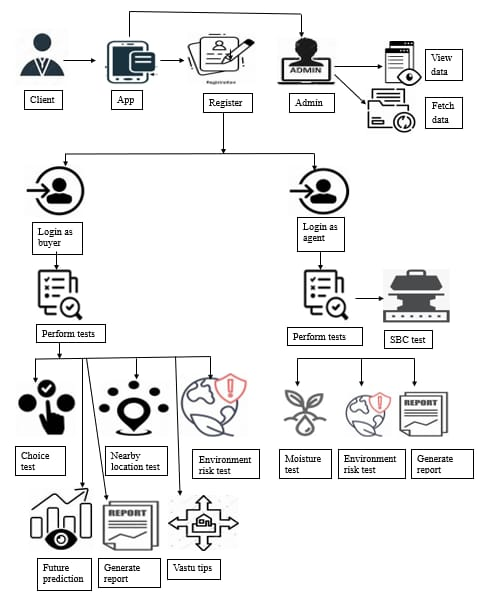 ADMIN
Registration
View
data
Client
App
Register
Admin
Fetch
data
Login as
buyer
Login as
agent
Perform tests
Perform tests
SBC test
REPORT
Choice
test
Nearby
location test
Environment
risk test
Moisture
test
Environment
risk test
Generate
report
REPORT
Future
prediction
Generate
report
Vastu tips